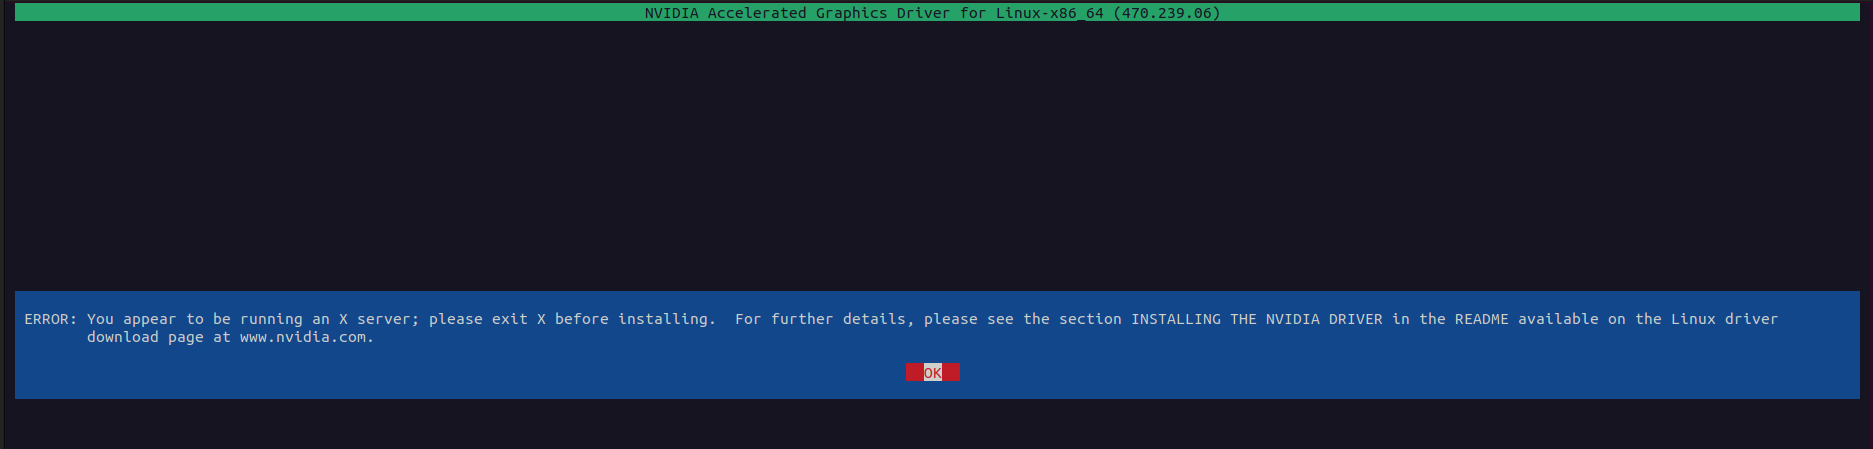 NVIDIA Accelerated Graphics Driver for Linux-x86_64 (470.239.06)
ERROR: You appear to be running an X server; please exit X before installing.  For further details, please see the section INSTALLING THE NVIDIA DRIVER in the README available on the Linux driver
download page at www.nvidia.com.
OK